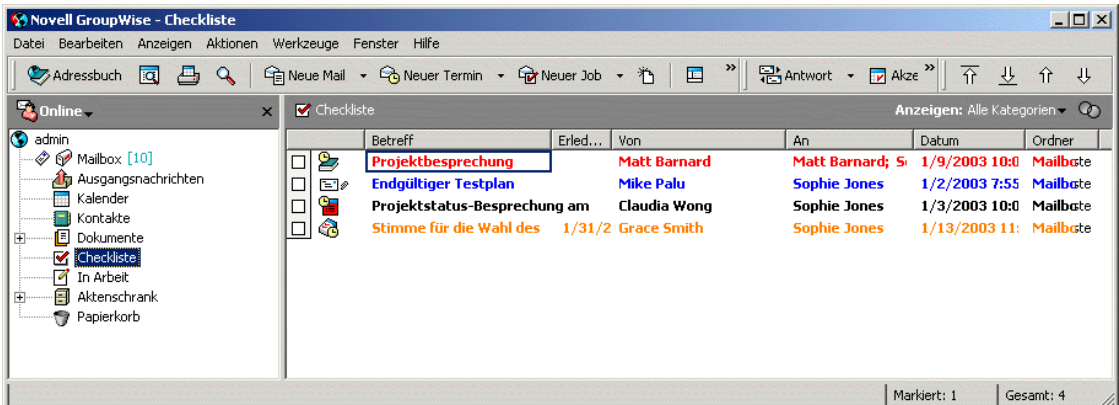 Novell GroupWise - Checkliste
Datei Bearbeiten Anzeigen Aktionen Werkzeuge Fenster Hilfe
Adressbuch Neue Mail Neuer Termin Neuer Job » Antwort Akze »
Online Checkliste Anzeigen: Alle Kategorien
admin
Mailbox [10]
Ausgangsnachrichten
Kalender
Kontakte
Dokumente
Checkliste
In Arbeit
Aktenschrank
Papierkorb
Betreff Erled... Von An Datum Ordner
Projektbesprechung Matt Barnard Matt Barnard; S 1/9/2003 10:0 Mailbo
Endgültiger Testplan Mike Palu Sophie Jones 1/2/2003 7:55 Mailbo
Projektstatus-Besprechung am Claudia Wong Sophie Jones 1/3/2003 10:0 Mailbo
Stimme für die Wahl des 1/31/2 Grace Smith Sophie Jones 1/13/2003 11: Mailbo
Markiert: 1 Gesamt: 4